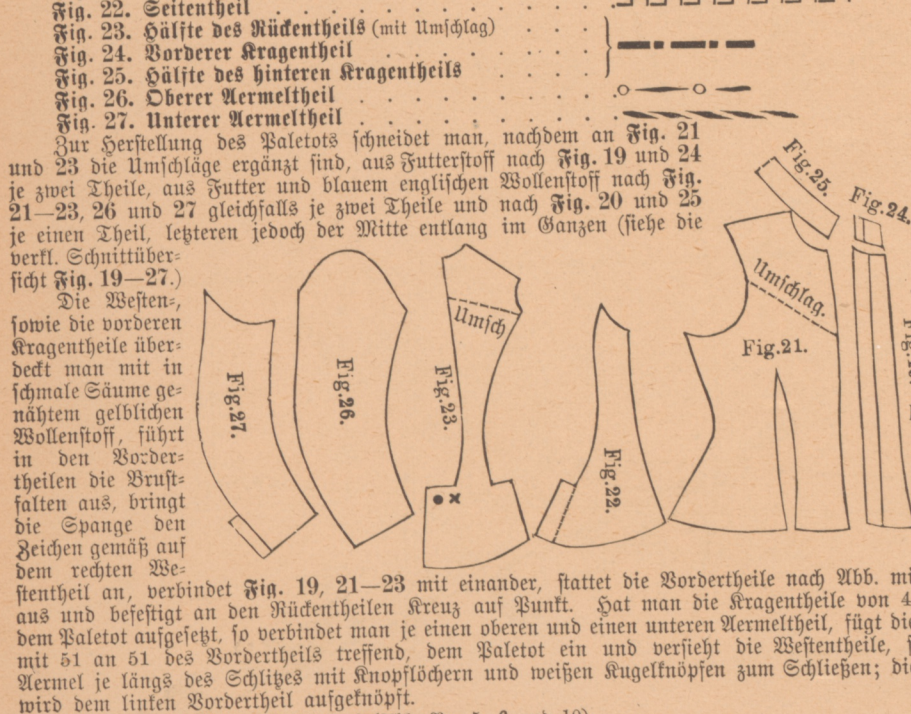 Fig. 22. Seitentheil
Fig. 23. Hälfte des Rückentheils (mit Umschlag)
Fig. 24. Vorderer Kragentheil
Fig. 25. Hälfte des hinteren Kragentheils
Fig. 26. Oberer Aermeltheil
Fig. 27. Unterer Aermeltheil
Zur Herstellung des Paletots schneidet man, nachdem an Fig. 21
und 23 die Umschläge ergänzt sind, aus Futterstoff nach Fig. 19 und 24
je zwei Theile, aus Futter und blauem englischen Wollenstoff nach Fig.
21—23, 26 und 27 gleichfalls je zwei Theile und nach Fig. 20 und 25
je einen Theil, letzteren jedoch der Mitte entlang im Ganzen (siehe die
verkl. Schnittüber-
sicht Fig. 19—27.)
Die Westen-,
sowie die vorderen
Kragentheile über-
deckt man mit in
schmale Säume ge-
nähtem gelblichen
Wollenstoff, führt
in den Vorder-
theilen die Brust-
falten aus, bringt
die Spange den
Zeichen gemäß auf
dem rechten We-
stentheil an, verbindet Fig. 19, 21—23 mit einander, stattet die Vordertheile nach Abb. mi
aus und befestigt an den Rückentheilen Kreuz auf Punkt. Hat man die Kragentheile von 4
dem Paletot aufgesetzt, so verbindet man je einen oberen und einen unteren Aermeltheil, fügt die
mit 51 an 51 des Vordertheils treffend, dem Paletot ein und versieht die Westentheile,
Aermel je längs des Schlitzes mit Knopflöchern und weißen Kugelknöpfen zum Schließen; di
wird dem linken Vordertheil aufgeknöpft.
Fig.27.
Fig.26.
Umsch
Fig.23.
Fig.22.
Umschlag.
Fig.21.
Fig.25.
Fig.24.